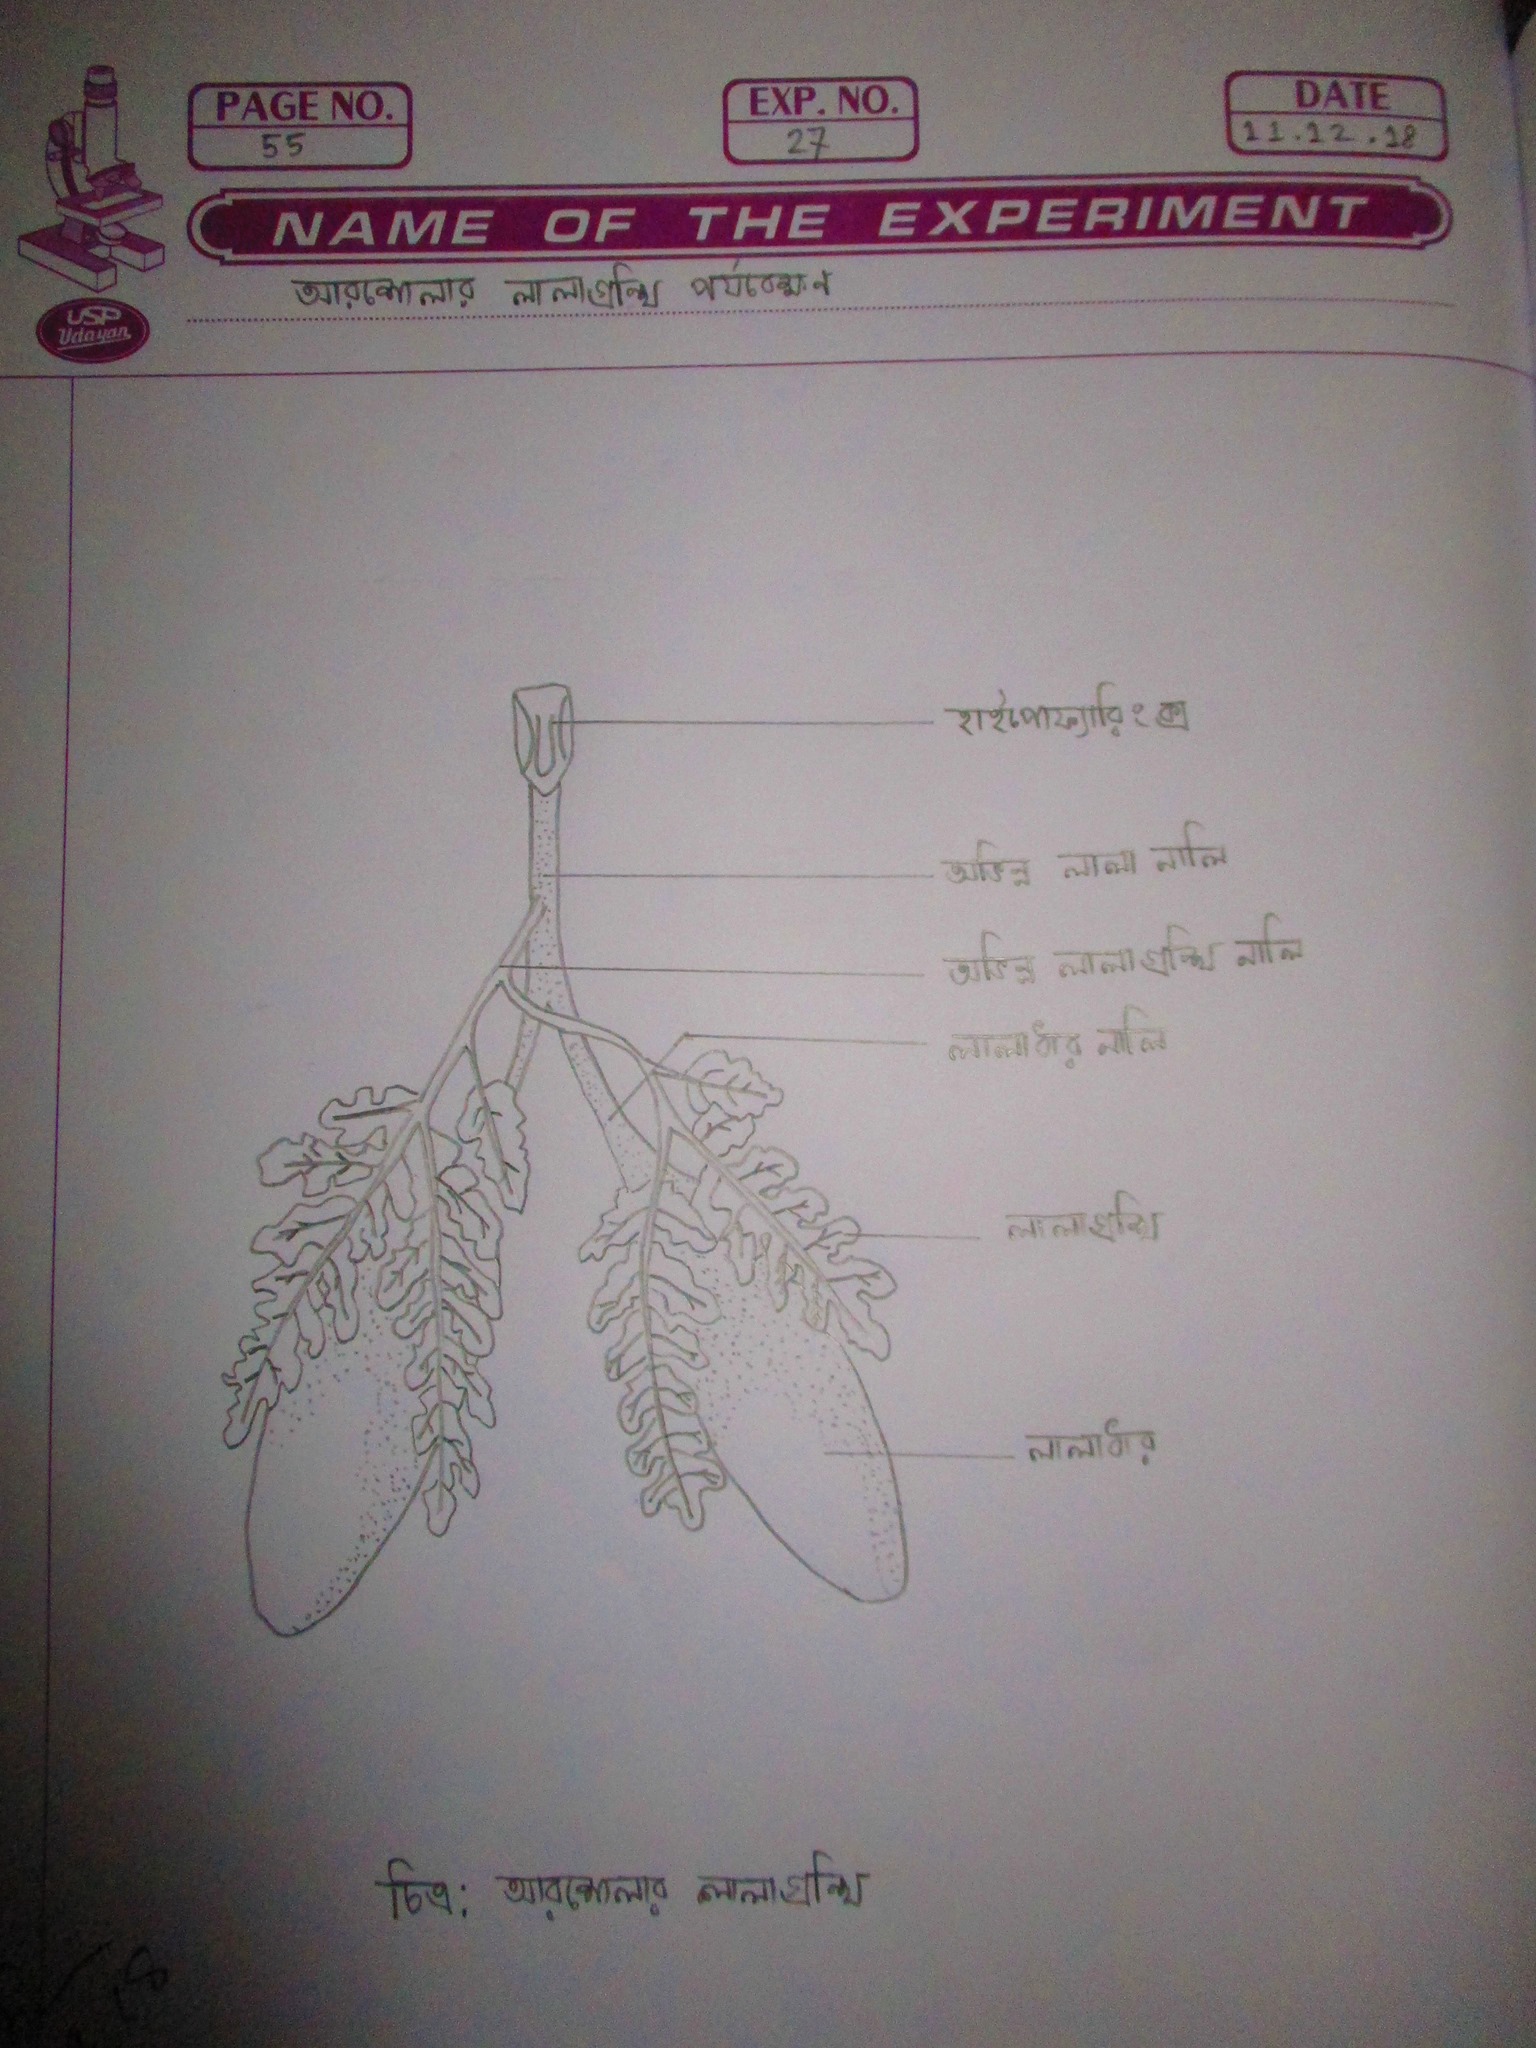 PAGE NO.
55
EXP. NO.
27
DATE
11.12.18
NAME OF THE EXPERIMENT
আরশোলার লালাগ্রন্থি পর্যবেক্ষণ
USP
Udayan
হাইপোফ্যারিংক্স
অভিন্ন লালা নালি
অভিন্ন লালাগ্রন্থি নালি
লালাধার নালি
লালাগ্রন্থি
লালাধার
চিত্র: আরশোলার লালাগ্রন্থি